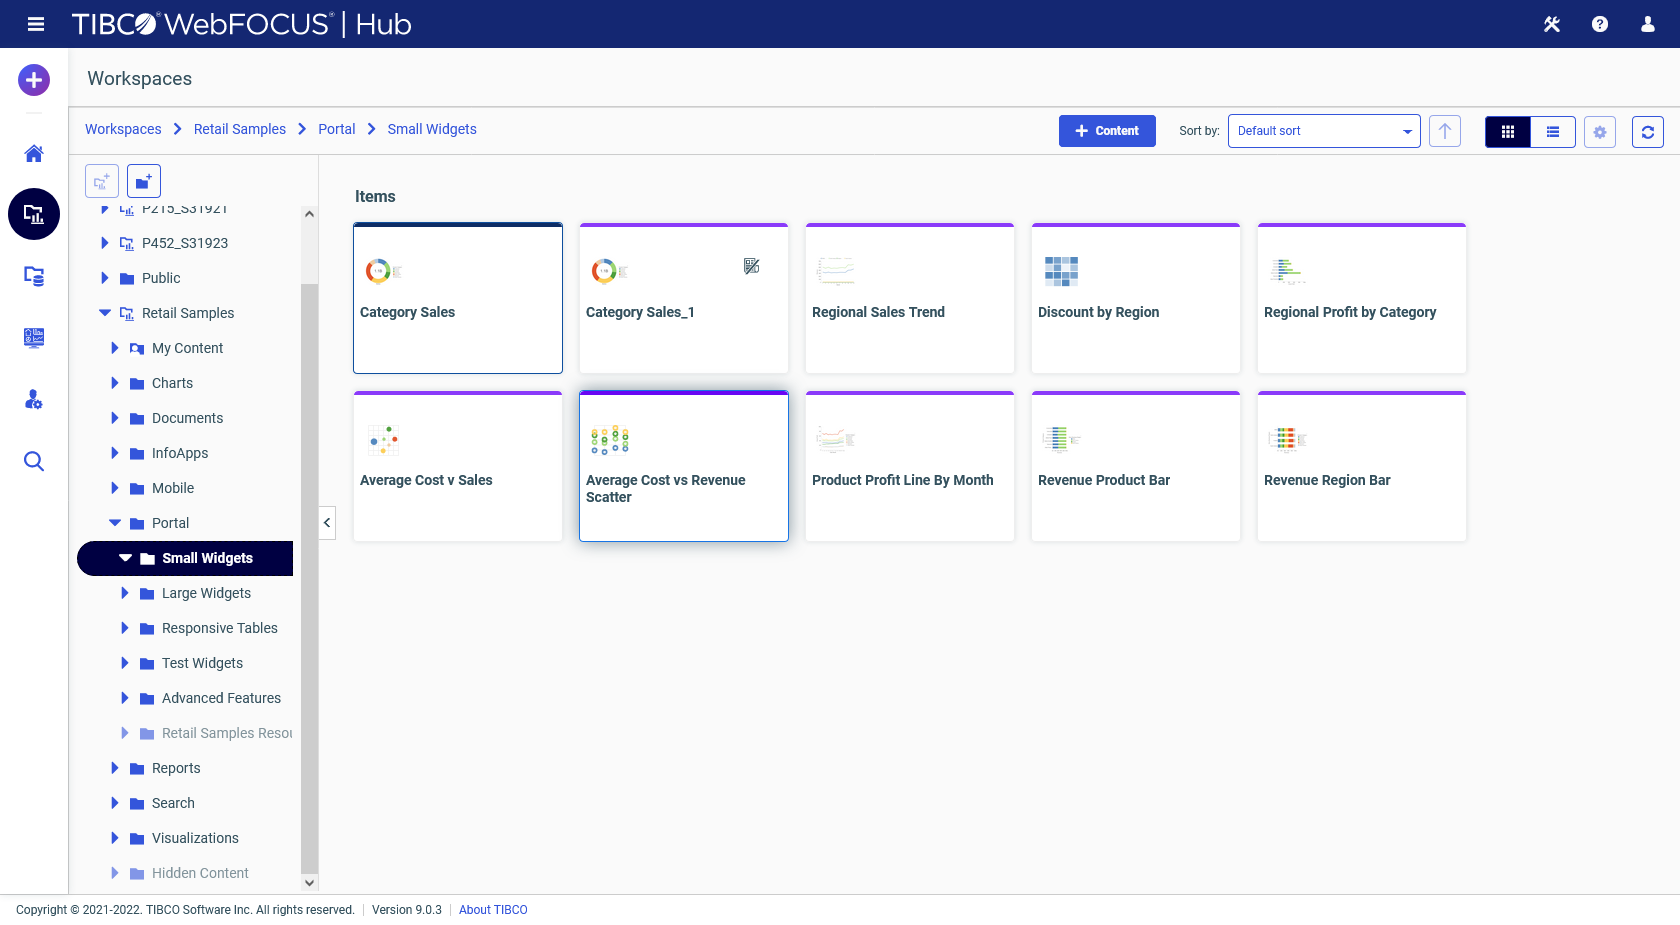 TIBCO WebFOCUS® | Hub
Workspaces
Workspaces Retail Samples Portal Small Widgets
Content
Sort by:
Default sort
P215_S31921
P452_S31923
Public
Retail Samples
My Content
Charts
Documents
InfoApps
Mobile
Portal
Small Widgets
Large Widgets
Responsive Tables
Test Widgets
Advanced Features
Retail Samples Resou
Reports
Search
Visualizations
Hidden Content
Items
Category Sales
Category Sales_1
Regional Sales Trend
Discount by Region
Regional Profit by Category
Average Cost v Sales
Average Cost vs Revenue
Scatter
Product Profit Line By Month
Revenue Product Bar
Revenue Region Bar
Copyright © 2021-2022. TIBCO Software Inc. All rights reserved. | Version 9.0.3 | About TIBCO